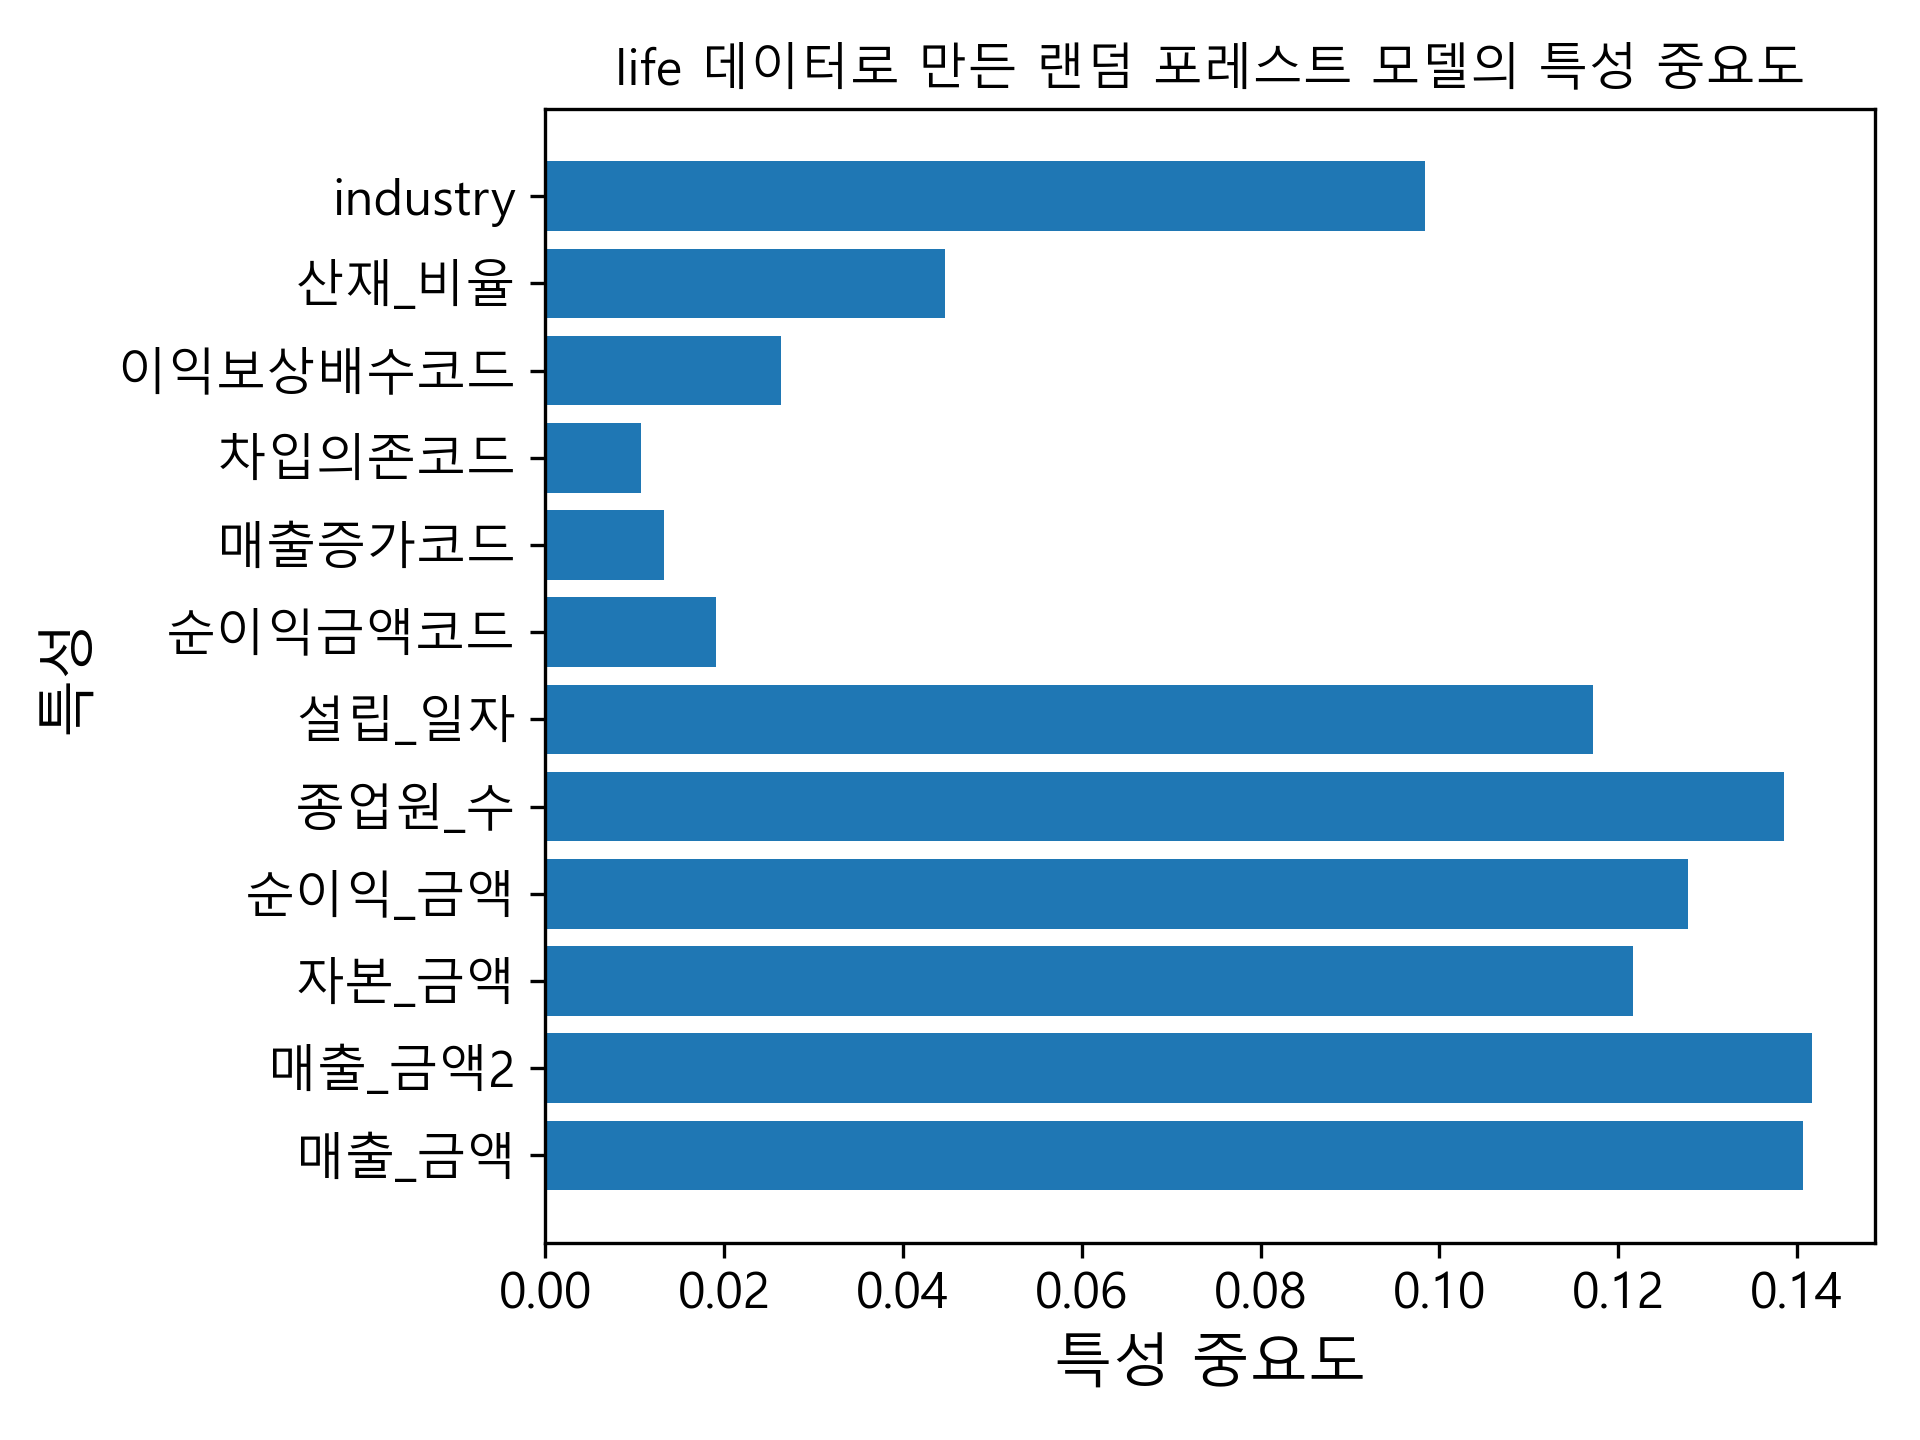 life 데이터로 만든 랜덤 포레스트 모델의 특성 중요도
industry
산재_비율
이익보상배수코드
차입의존코드
매출증가코드
순이익금액코드
설립_일자
종업원_수
순이익_금액
자본_금액
매출_금액2
매출_금액
특성
0.00 0.02 0.04 0.06 0.08 0.10 0.12 0.14
특성 중요도